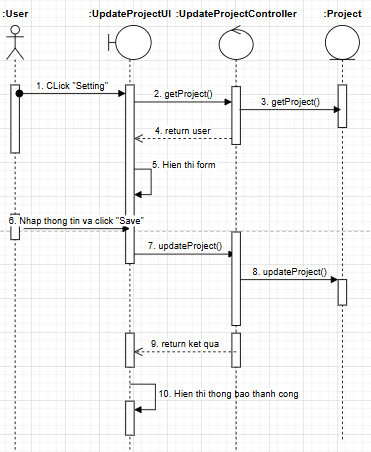 :User :UpdateProjectUI :UpdateProjectController :Project
1. CLick "Setting"
2. getProject()
3. getProject()
4. return user
5. Hien thi form
6. Nhap thong tin va click "Save"
7. updateProject()
8. updateProject()
9. return ket qua
10. Hien thi thong bao thanh cong